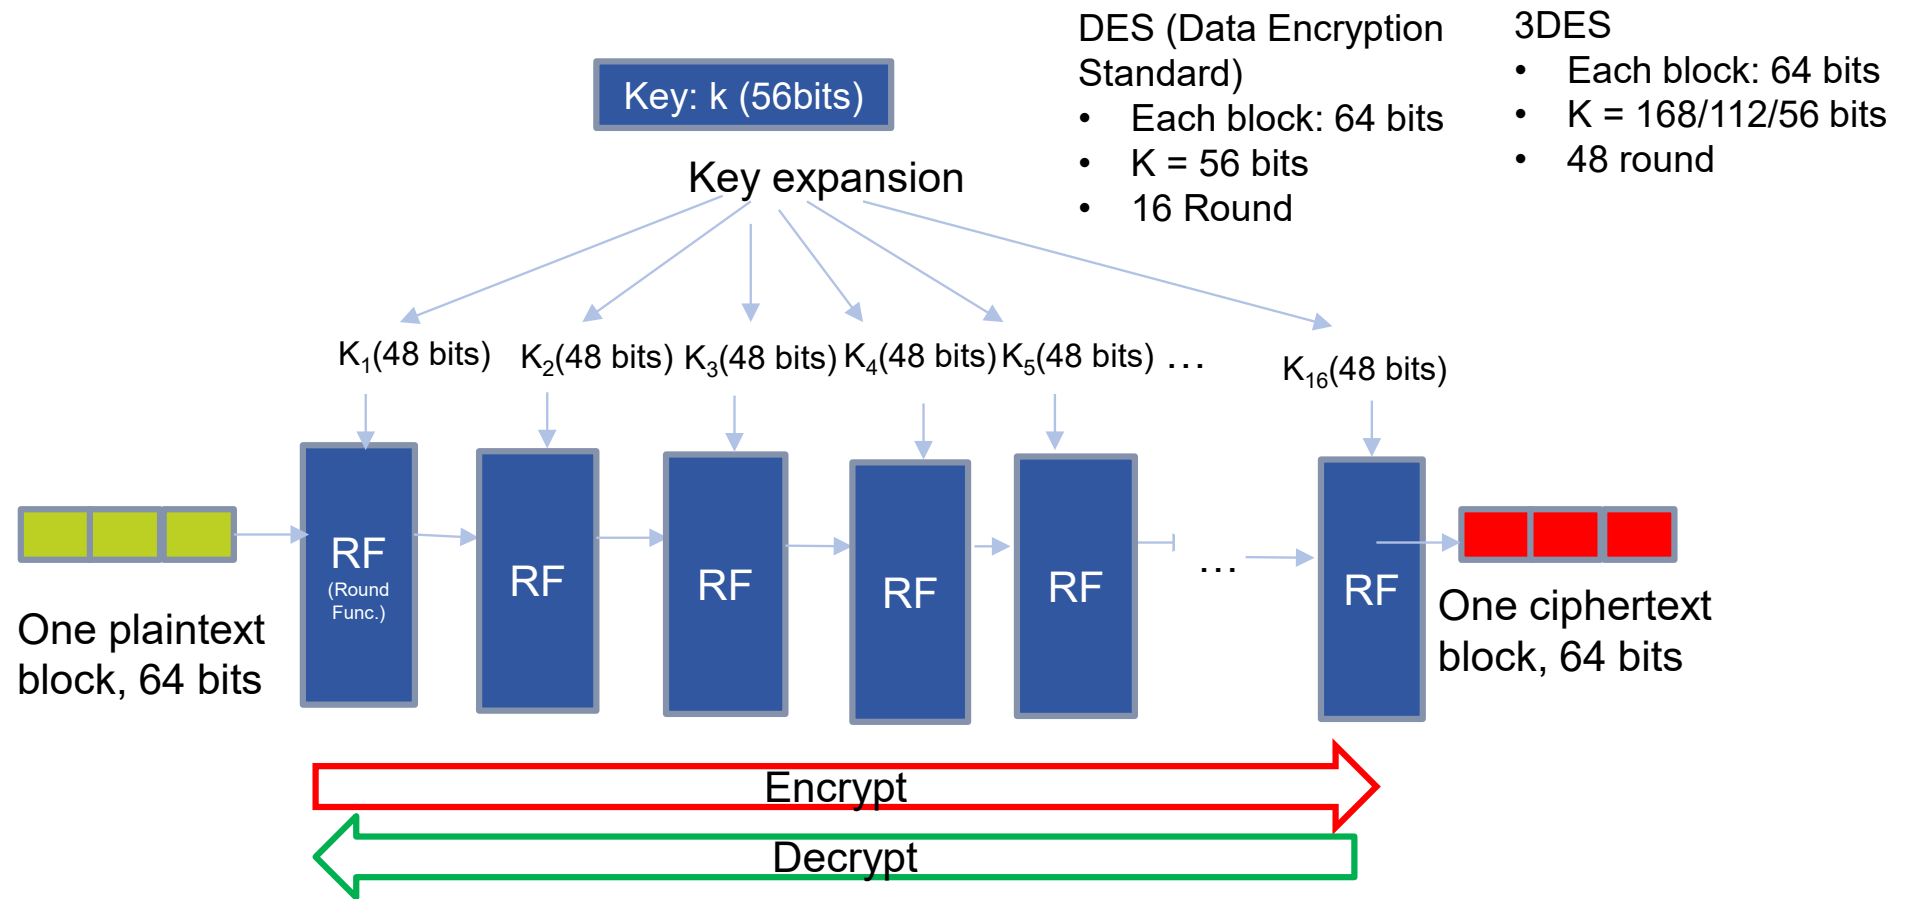 DES (Data Encryption
Standard)
• Each block: 64 bits
• K = 56 bits
• 16 Round
3DES
• Each block: 64 bits
• K = 168/112/56 bits
• 48 round
Key: k (56bits)
Key expansion
K₁(48 bits)
K₂(48 bits)
K₃(48 bits)
K₄(48 bits)
K₅(48 bits)
...
K₁₆(48 bits)
RF
(Round
Func.)
RF
RF
RF
RF
...
RF
One plaintext
block, 64 bits
One ciphertext
block, 64 bits
Encrypt
Decrypt